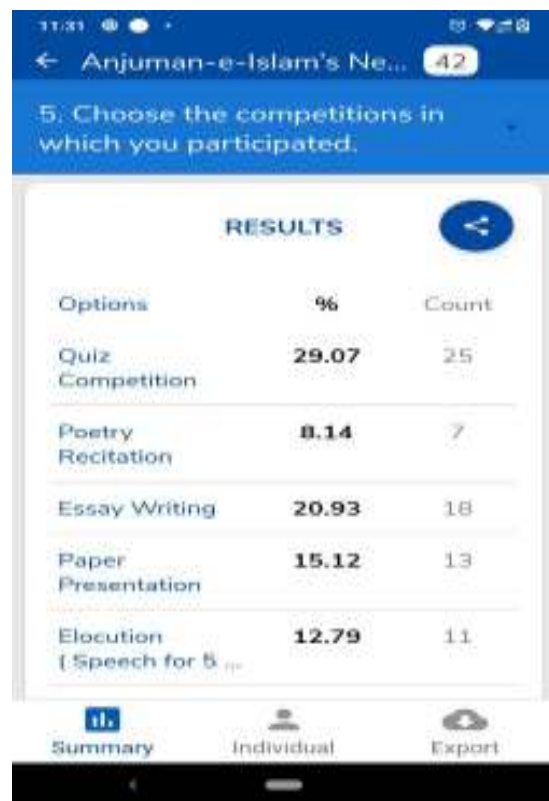 11:31
← Anjuman-e-Islam's Ne... 42
5. Choose the competitions in
which you participated.
RESULTS
Options % Count
Quiz
Competition 29.07 25
Poetry
Recitation 8.14 7
Essay Writing 20.93 18
Paper
Presentation 15.12 13
Elocution
( Speech for 5 ... 12.79 11
Summary Individual Export